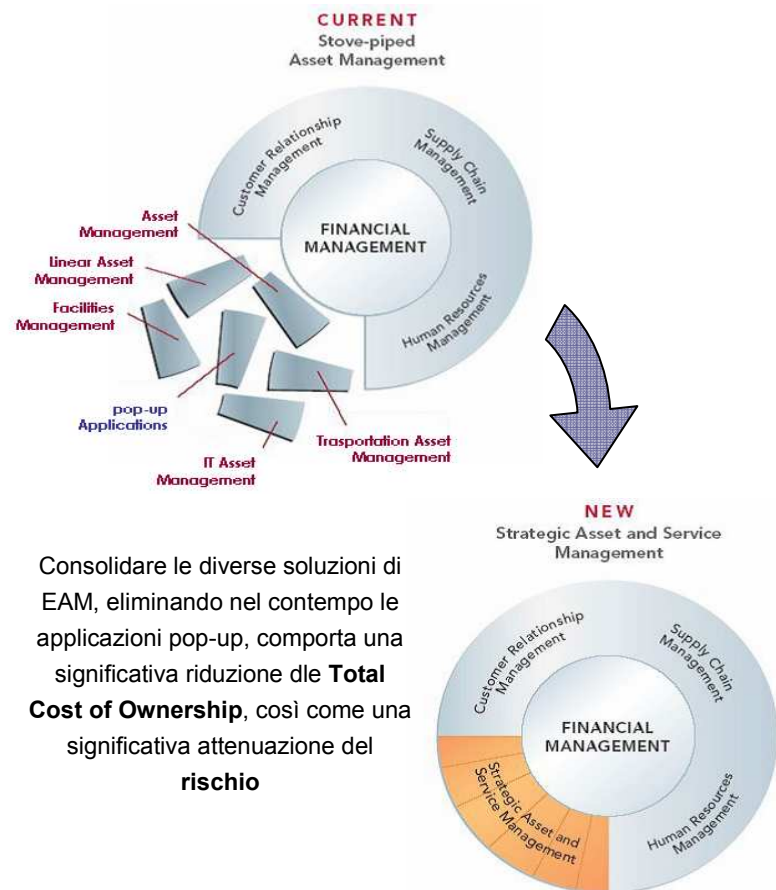 CURRENT
Stove-piped
Asset Management
Customer Relationship
Management
Supply Chain
Management
FINANCIAL
MANAGEMENT
Human Resources
Management
Asset
Management
Linear Asset
Management
Facilities
Management
pop-up
Applications
IT Asset
Management
Trasportation Asset
Management
NEW
Strategic Asset and Service
Management
Consolidare le diverse soluzioni di
EAM, eliminando nel contempo le
applicazioni pop-up, comporta una
significativa riduzione dle Total
Cost of Ownership, così come una
significativa attenuazione del
rischio
Customer Relationship
Management
Supply Chain
Management
FINANCIAL
MANAGEMENT
Strategic Asset and
Service Management
Human Resources
Management